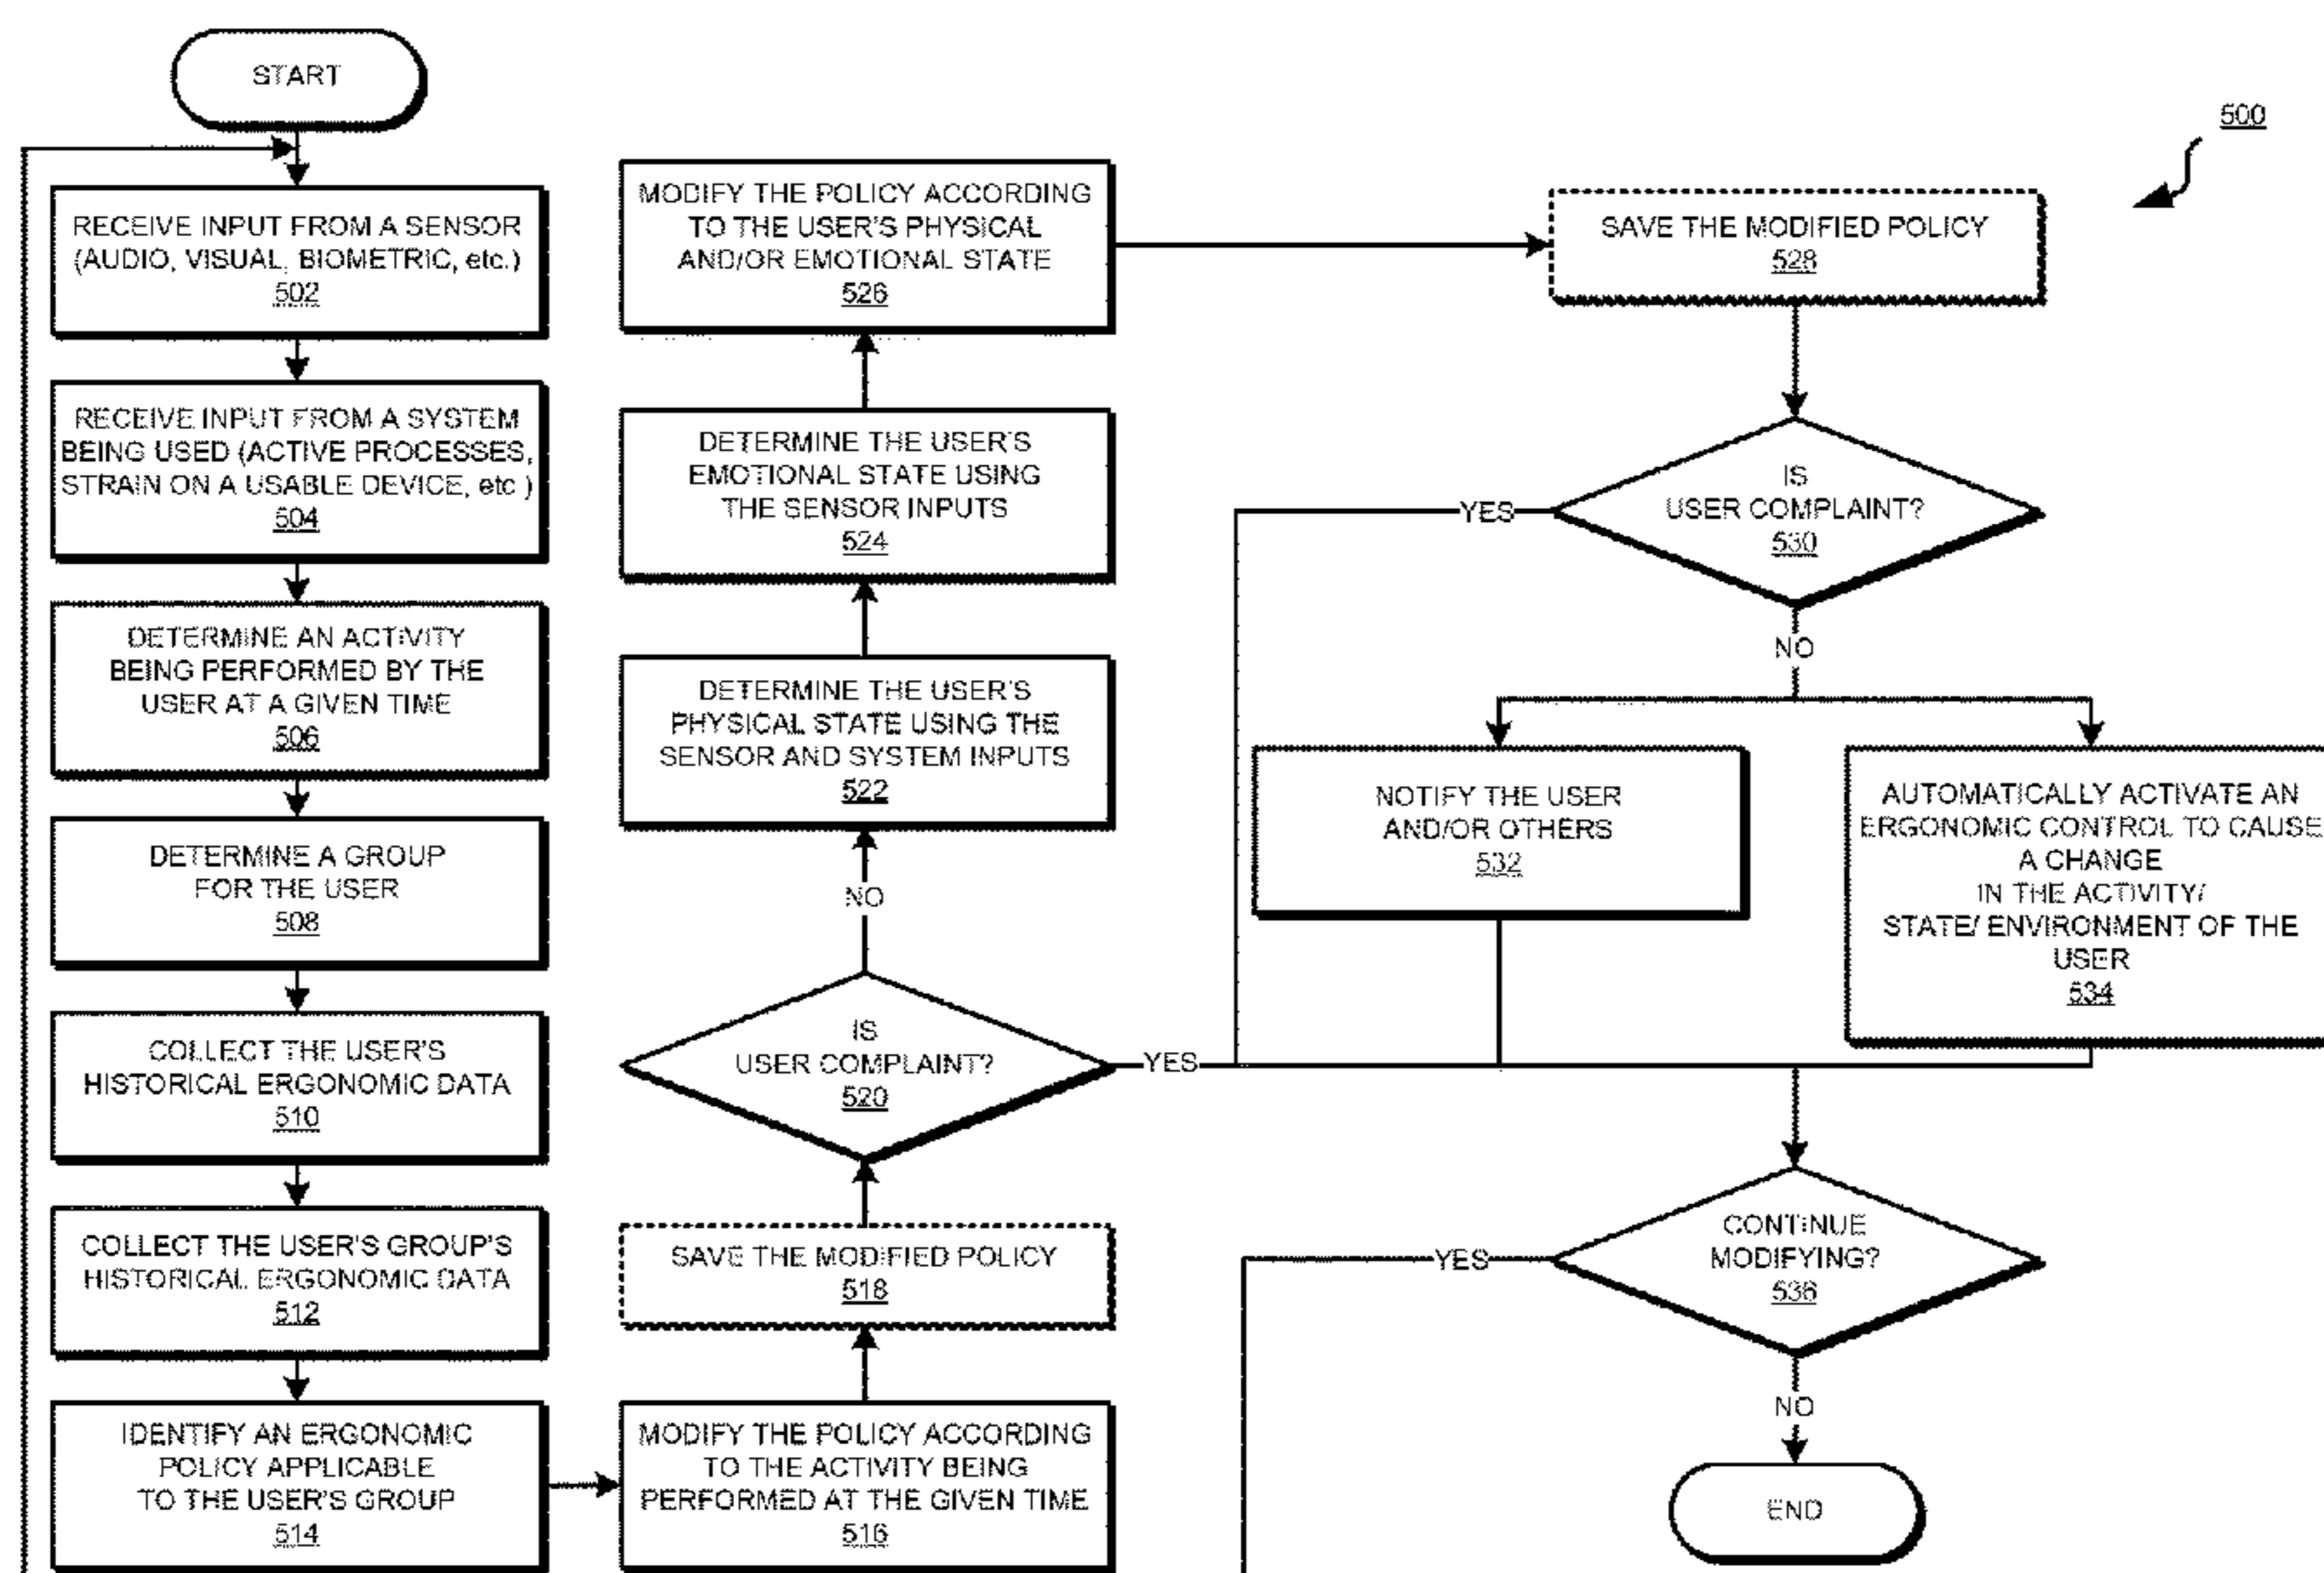 START
500
RECEIVE INPUT FROM A SENSOR
(AUDIO, VISUAL, BIOMETRIC, etc.)
502
RECEIVE INPUT FROM A SYSTEM
BEING USED (ACTIVE PROCESSES,
STRAIN ON A USABLE DEVICE, etc )
504
DETERMINE AN ACTIVITY
BEING PERFORMED BY THE
USER AT A GIVEN TIME
506
DETERMINE A GROUP
FOR THE USER
508
COLLECT THE USER'S
HISTORICAL ERGONOMIC DATA
510
COLLECT THE USER'S GROUP'S
HISTORICAL ERGONOMIC DATA
512
IDENTIFY AN ERGONOMIC
POLICY APPLICABLE
TO THE USER'S GROUP
514
MODIFY THE POLICY ACCORDING
TO THE ACTIVITY BEING
PERFORMED AT THE GIVEN TIME
516
SAVE THE MODIFIED POLICY
518
IS
USER COMPLAINT?
520
YES
NO
DETERMINE THE USER'S
PHYSICAL STATE USING THE
SENSOR AND SYSTEM INPUTS
522
DETERMINE THE USER'S
EMOTIONAL STATE USING
THE SENSOR INPUTS
524
MODIFY THE POLICY ACCORDING
TO THE USER'S PHYSICAL
AND/OR EMOTIONAL STATE
526
SAVE THE MODIFIED POLICY
528
IS
USER COMPLAINT?
530
YES
NO
NOTIFY THE USER
AND/OR OTHERS
532
AUTOMATICALLY ACTIVATE AN
ERGONOMIC CONTROL TO CAUSE
A CHANGE
IN THE ACTIVITY/
STATE/ ENVIRONMENT OF THE
USER
534
CONTINUE
MODIFYING?
536
YES
NO
END